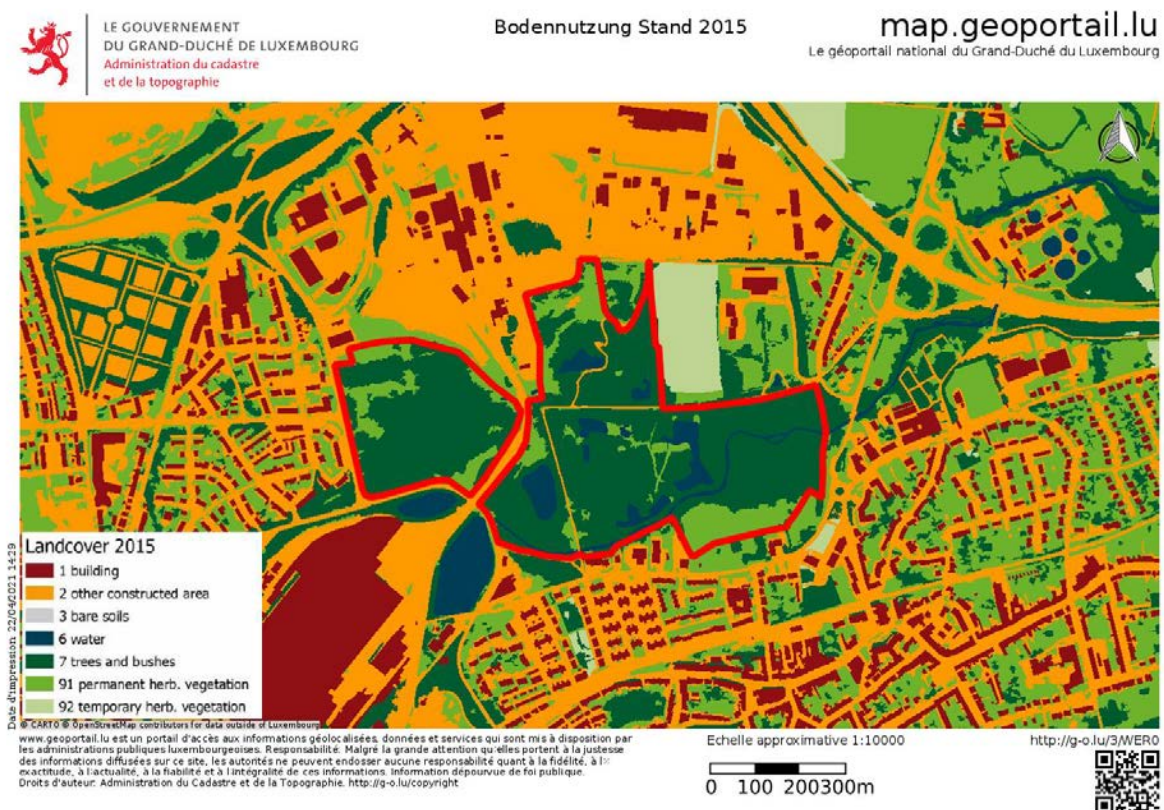 LE GOUVERNEMENT
DU GRAND-DUCHÉ DE LUXEMBOURG
Administration du cadastre
et de la topographie
Bodennutzung Stand 2015
map.geoportail.lu
Le géoportail national du Grand-Duché du Luxembourg
Landcover 2015
1 building
2 other constructed area
3 bare soils
6 water
7 trees and bushes
91 permanent herb. vegetation
92 temporary herb. vegetation
Date d'impression 22/04/2021 14:29
© CARTO © OpenStreetMap contributors for data outside of Luxembourg
www.geoportail.lu est un portail d'accès aux informations géolocalisées, données et services qui sont mis à disposition par
les administrations publiques luxembourgeoises. Responsabilité: Malgré la grande attention qu'elles portent à la justesse
des informations diffusées sur ce site, les autorités ne peuvent endosser aucune responsabilité quant à la fidélité, à l'
exactitude, à l'actualité, à la fiabilité et à l'intégralité de ces informations. Information dépourvue de foi publique.
Droits d'auteur: Administration du Cadastre et de la Topographie. http://g-o.lu/copyright
Echelle approximative 1:10000
http://g-o.lu/3/WER0
0 100 200300m